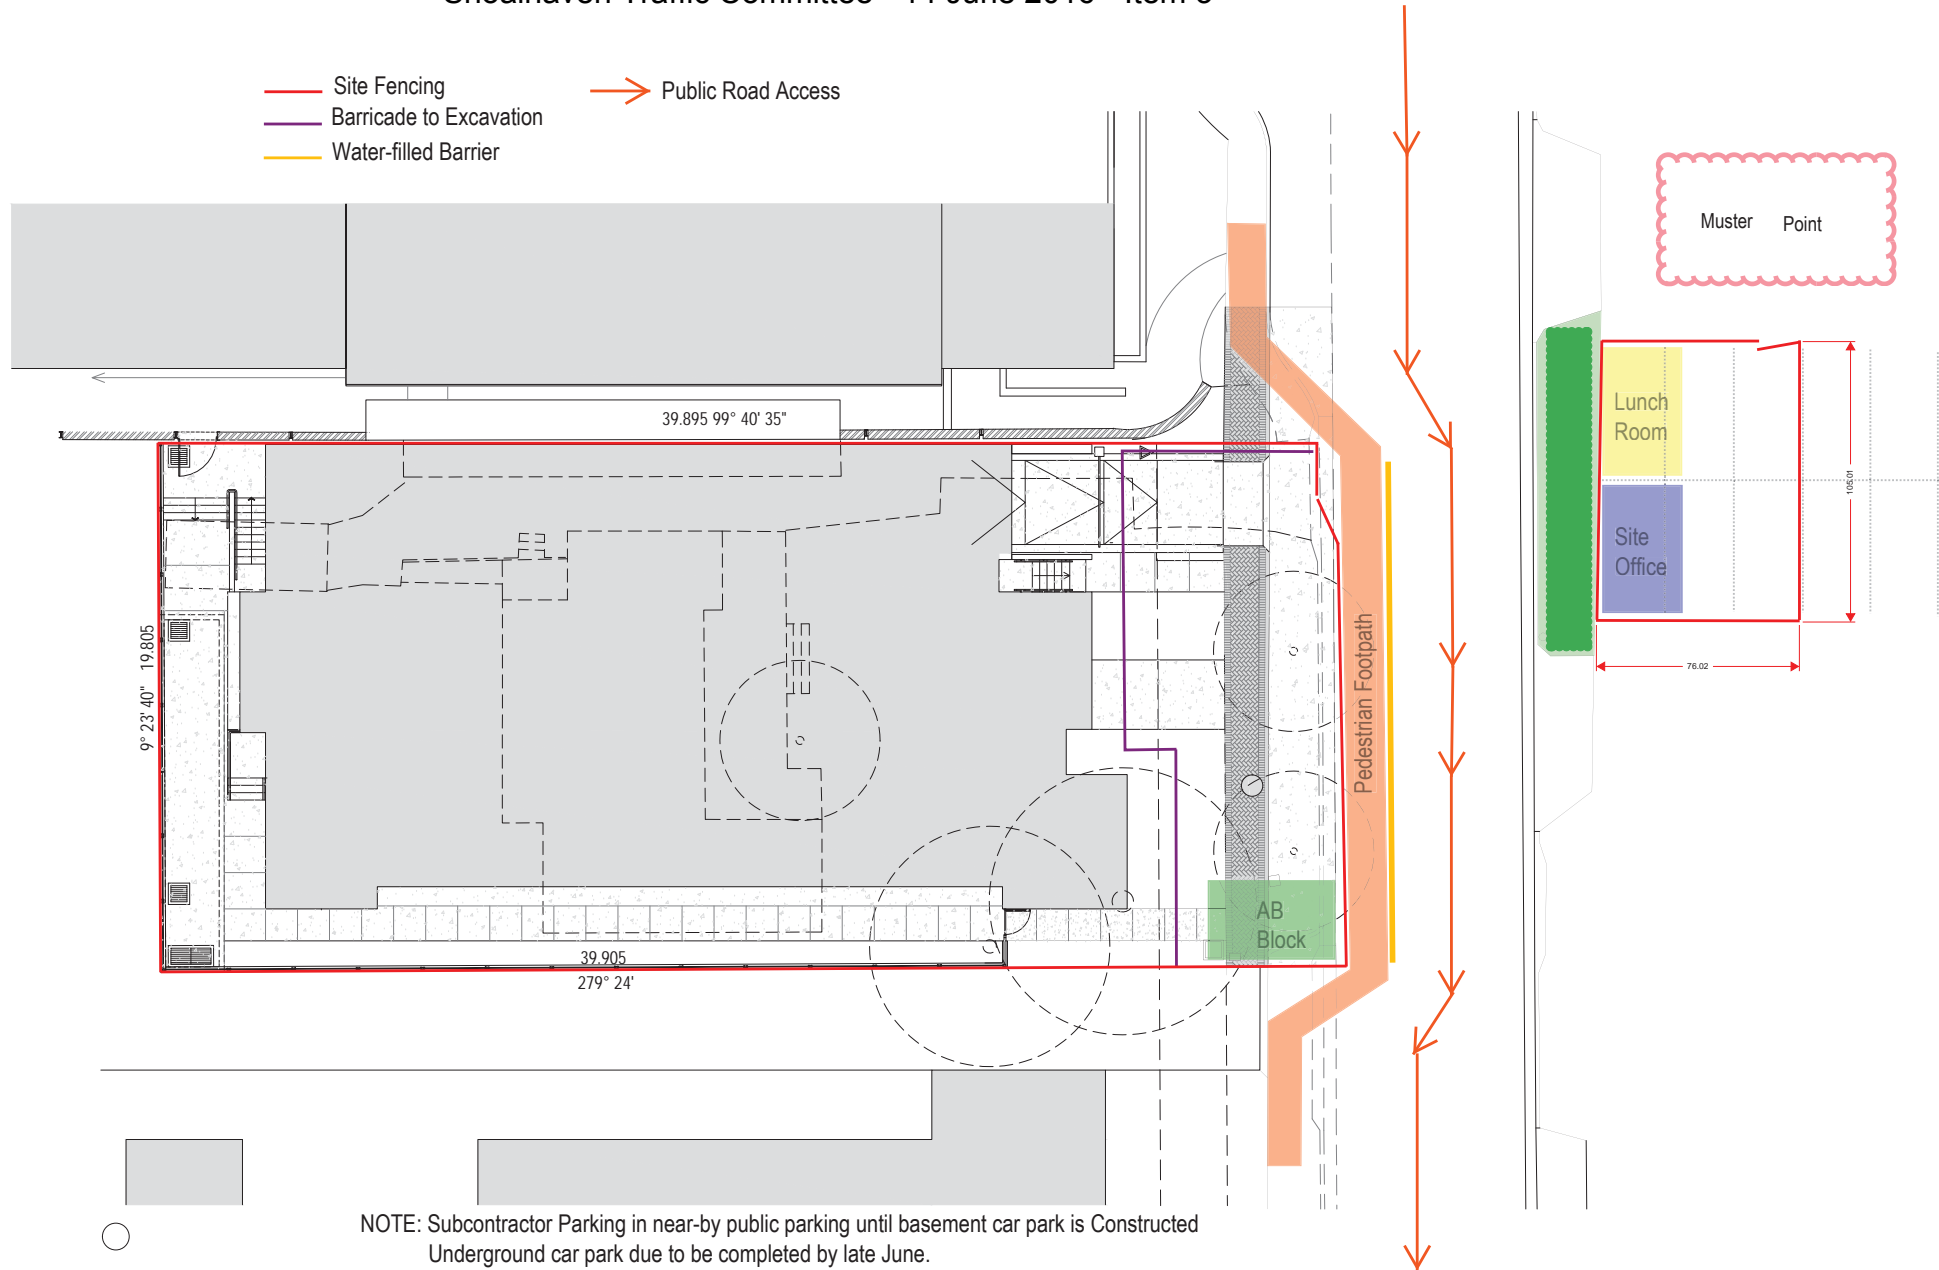 Site Fencing
Public Road Access
Barricade to Excavation
Water-filled Barrier
Muster Point
39.895 99° 40' 35"
Lunch
Room
105.01
Site
Office
76.02
9° 23' 40" 19.805
Pedestrian Footpath
AB
Block
39.905
279° 24'
NOTE: Subcontractor Parking in near-by public parking until basement car park is Constructed
Underground car park due to be completed by late June.